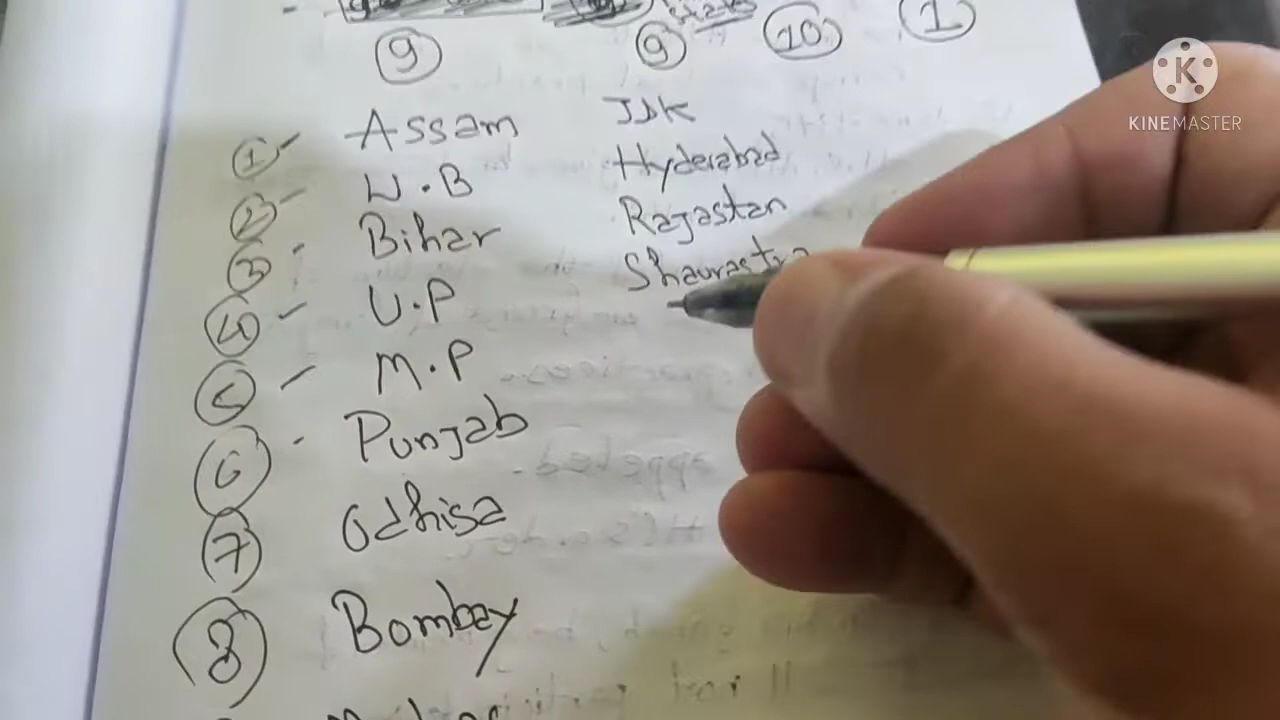 9 9 10 1
1 - Assam J&K
2 - W.B Hyderabad
3 - Bihar Rajastan
4 - U.P Shaurastra
5 - M.P
6 - Punjab
7 Odhisa
8 Bombay
K
KINEMASTER